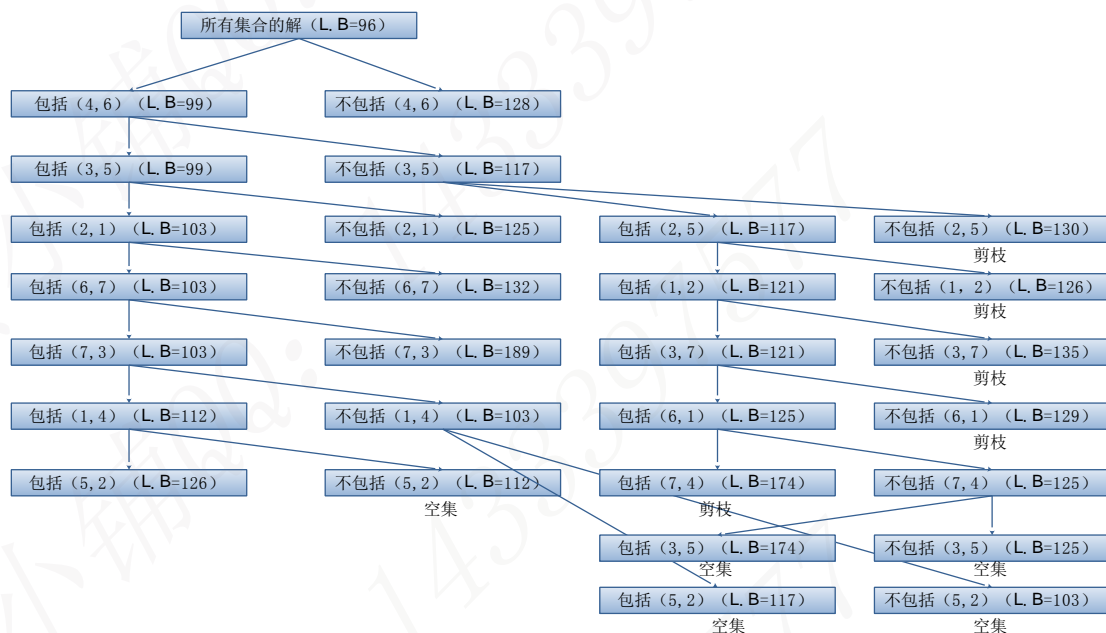 所有集合的解（L.B=96）
包括（4,6）（L.B=99）
不包括（4,6）（L.B=128）
包括（3,5）（L.B=99）
不包括（3,5）（L.B=117）
包括（2,1）（L.B=103）
不包括（2,1）（L.B=125）
包括（2,5）（L.B=117）
不包括（2,5）（L.B=130）
剪枝
包括（6,7）（L.B=103）
不包括（6,7）（L.B=132）
包括（1,2）（L.B=121）
不包括（1，2）（L.B=126）
剪枝
包括（7,3）（L.B=103）
不包括（7,3）（L.B=189）
包括（3,7）（L.B=121）
不包括（3,7）（L.B=135）
剪枝
包括（1,4）（L.B=112）
不包括（1,4）（L.B=103）
包括（6,1）（L.B=125）
不包括（6,1）（L.B=129）
剪枝
包括（5,2）（L.B=126）
不包括（5,2）（L.B=112）
包括（7,4）（L.B=174）
不包括（7,4）（L.B=125）
空集
剪枝
包括（3,5）（L.B=174）
不包括（3,5）（L.B=125）
空集
空集
包括（5,2）（L.B=117）
不包括（5,2）（L.B=103）
空集
空集